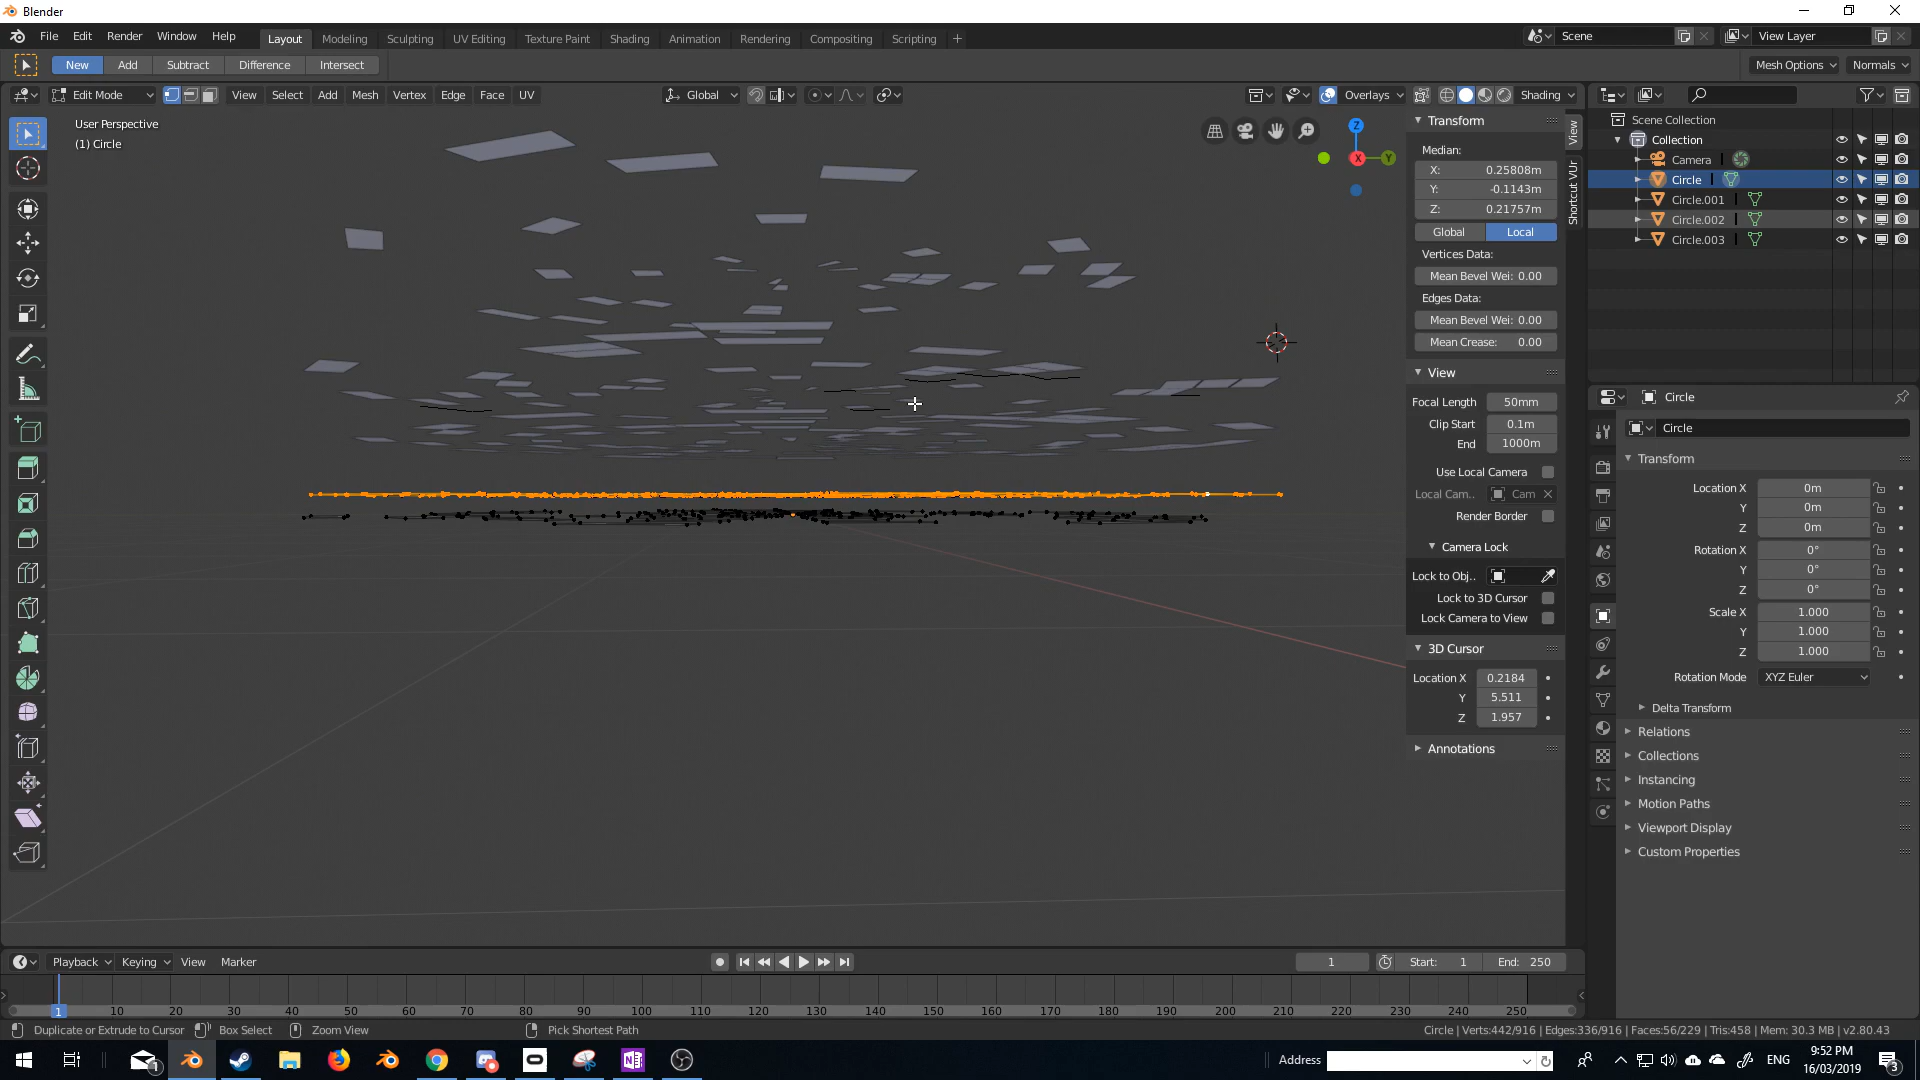 Blender
File Edit Render Window Help Layout Modeling Sculpting UV Editing Texture Paint Shading Animation Rendering Compositing Scripting + Scene View Layer
New Add Subtract Difference Intersect Mesh Options Normals
Edit Mode View Select Add Mesh Vertex Edge Face UV Global Overlays Shading
User Perspective
(1) Circle
Z
X
Y
Transform
Median:
X: 0.25808m
Y: -0.1143m
Z: 0.21757m
Global Local
Vertices Data:
Mean Bevel Wei: 0.00
Edges Data:
Mean Bevel Wei: 0.00
Mean Crease: 0.00
View
Focal Length 50mm
Clip Start 0.1m
End 1000m
Use Local Camera
Local Cam.. Cam
Render Border
Camera Lock
Lock to Obj..
Lock to 3D Cursor
Lock Camera to View
3D Cursor
Location X 0.2184
Y 5.511
Z 1.957
Annotations
View
Shortcut VUr
Scene Collection
Collection
Camera
Circle
Circle.001
Circle.002
Circle.003
Circle
Circle
Transform
Location X 0m
Y 0m
Z 0m
Rotation X 0°
Y 0°
Z 0°
Scale X 1.000
Y 1.000
Z 1.000
Rotation Mode XYZ Euler
Delta Transform
Relations
Collections
Instancing
Motion Paths
Viewport Display
Custom Properties
Playback Keying View Marker 1 Start: 1 End: 250
1 10 20 30 40 50 60 70 80 90 100 110 120 130 140 150 160 170 180 190 200 210 220 230 240 250
Duplicate or Extrude to Cursor Box Select Zoom View Pick Shortest Path Circle | Verts:442/916 | Edges:336/916 | Faces:56/229 | Tris:458 | Mem: 30.3 MB | v2.80.43
Address ENG 9:52 PM
16/03/2019
1
3